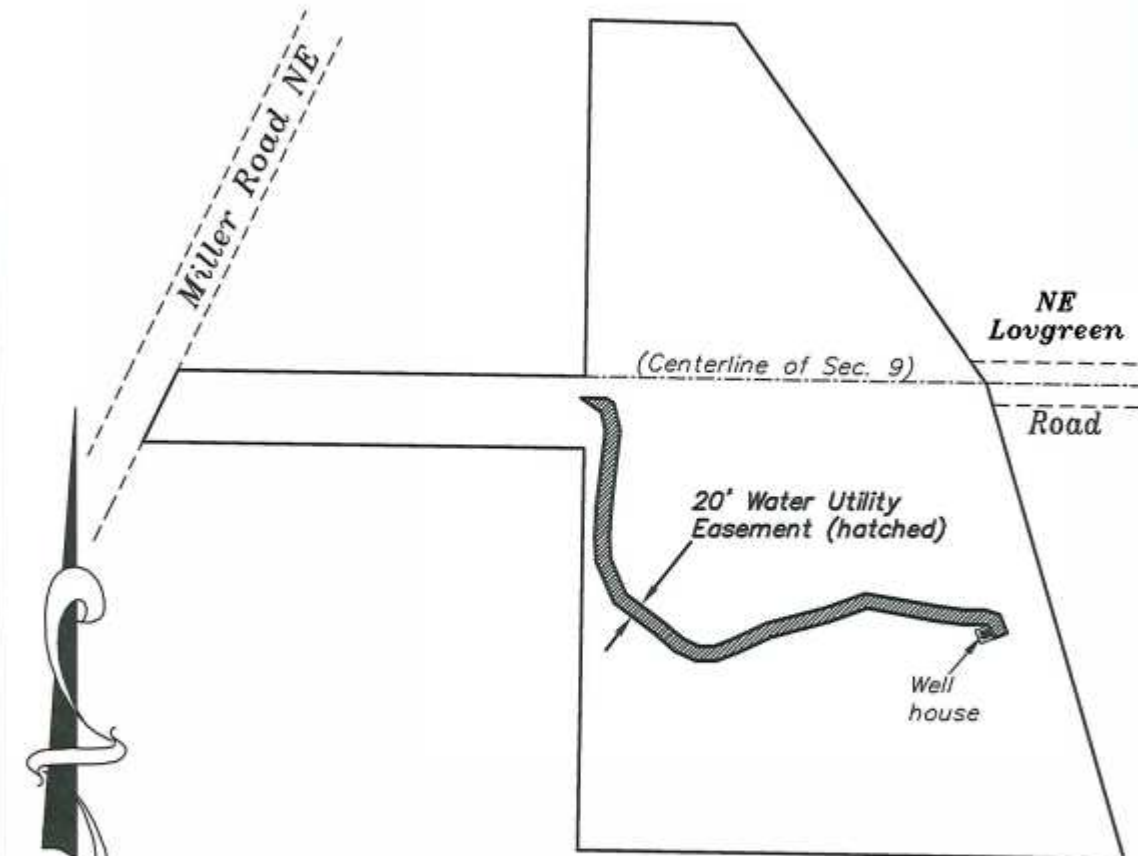 Miller Road NE
NE
Lovgreen
(Centerline of Sec. 9)
Road
20' Water Utility
Easement (hatched)
Well
house